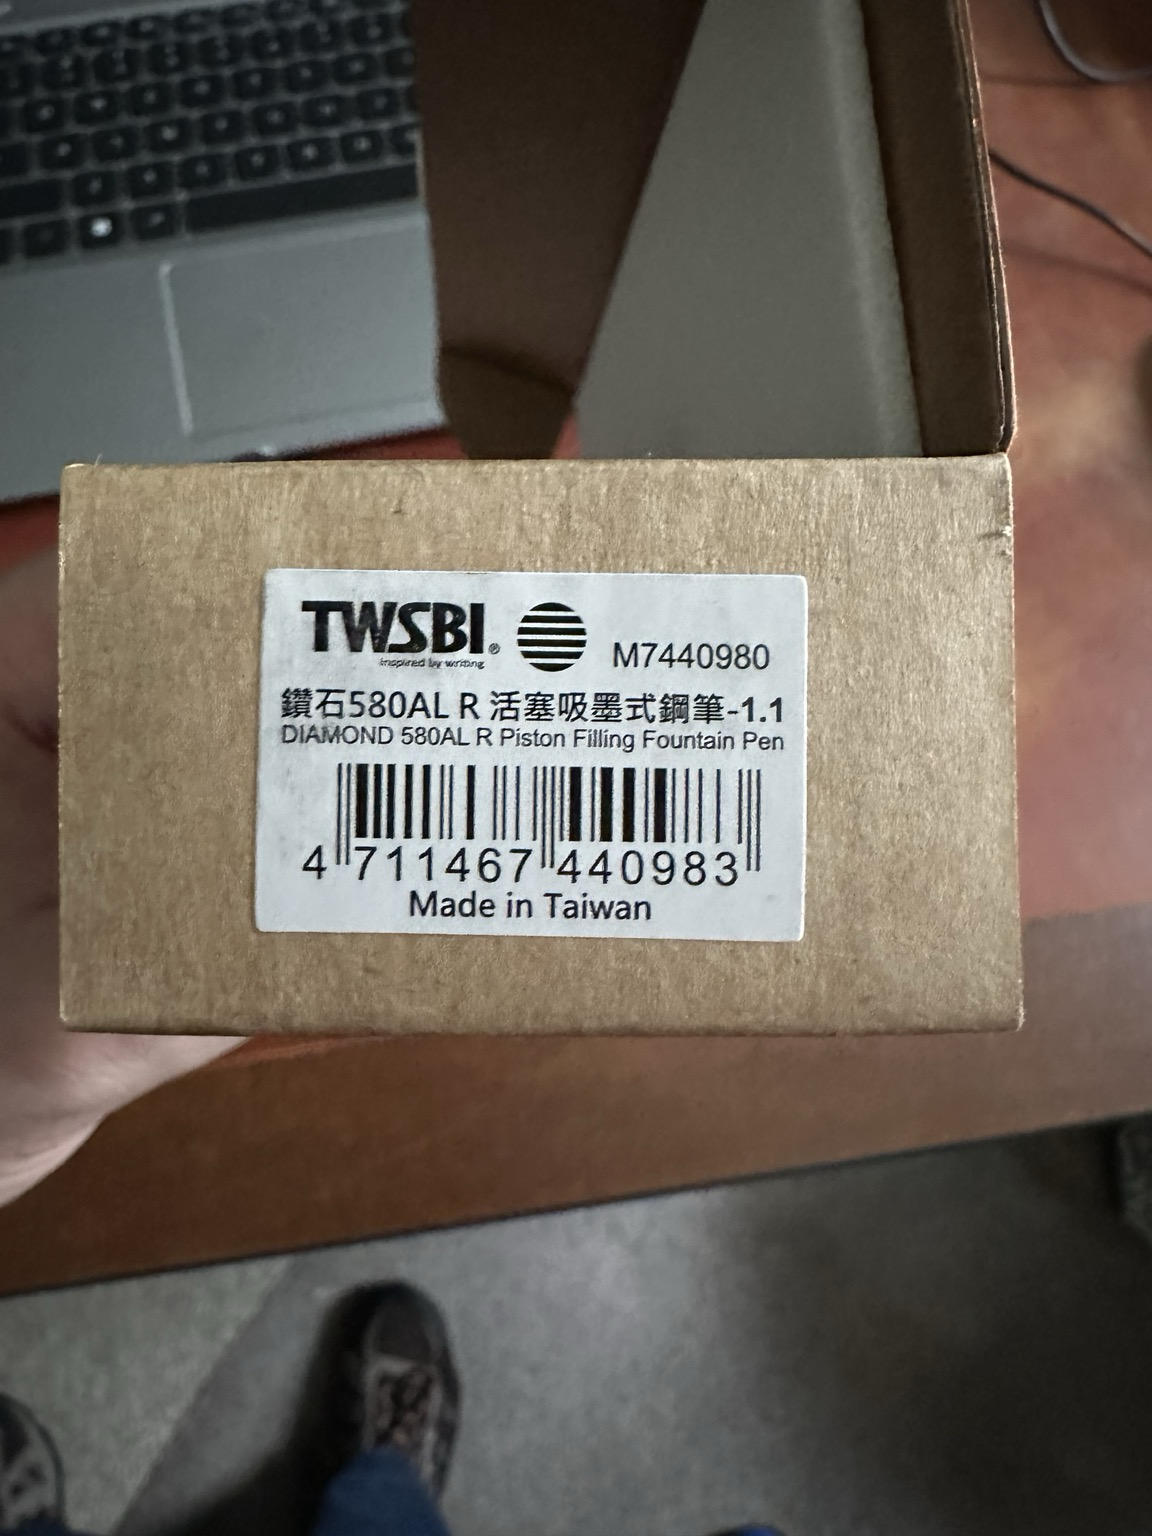 TWSBI®
Inspired by writing
M7440980
鑽石580AL R 活塞吸墨式鋼筆-1.1
DIAMOND 580AL R Piston Filling Fountain Pen
4 711467 440983
Made in Taiwan